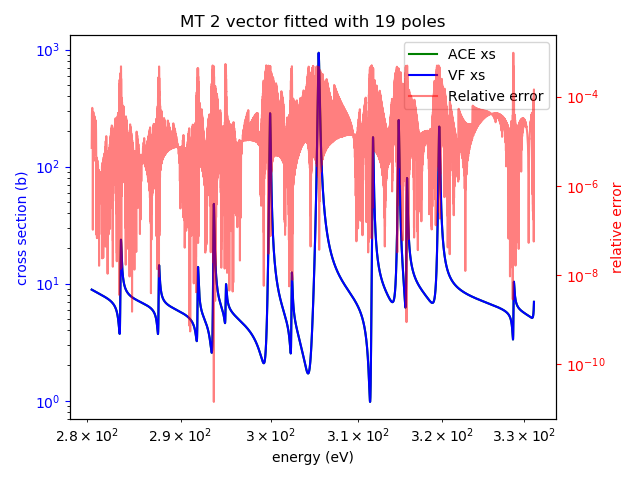 MT 2 vector fitted with 19 poles
ACE xs
VF xs
Relative error
cross section (b)
10³
10²
10¹
10⁰
relative error
10⁻⁴
10⁻⁶
10⁻⁸
10⁻¹⁰
2.8 × 10² 2.9 × 10² 3 × 10² 3.1 × 10² 3.2 × 10² 3.3 × 10²
energy (eV)